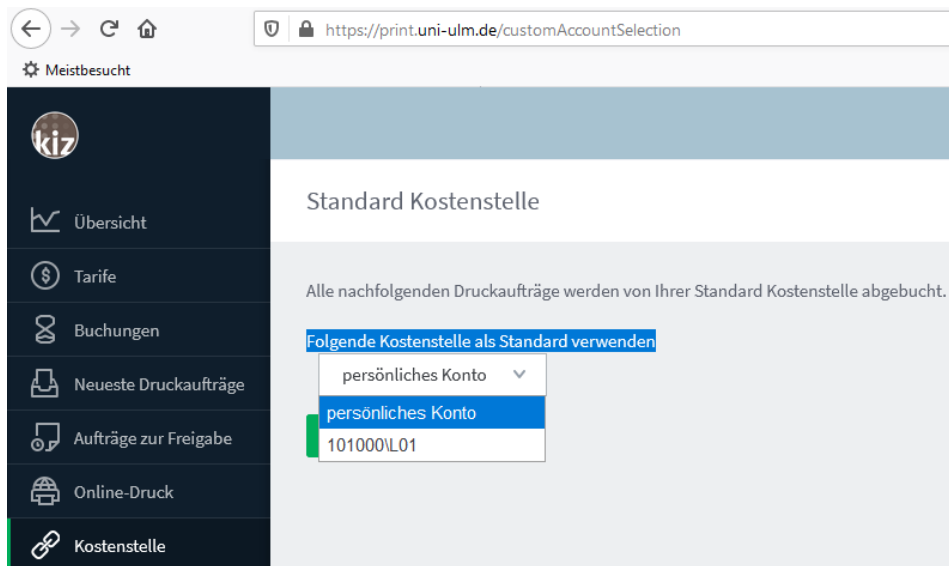 https://print.uni-ulm.de/customAccountSelection
Meistbesucht
kiz
Standard Kostenstelle
Übersicht
Tarife
Alle nachfolgenden Druckaufträge werden von Ihrer Standard Kostenstelle abgebucht.
Buchungen
Folgende Kostenstelle als Standard verwenden
Neueste Druckaufträge
persönliches Konto
persönliches Konto
Aufträge zur Freigabe
101000\L01
Online-Druck
Kostenstelle